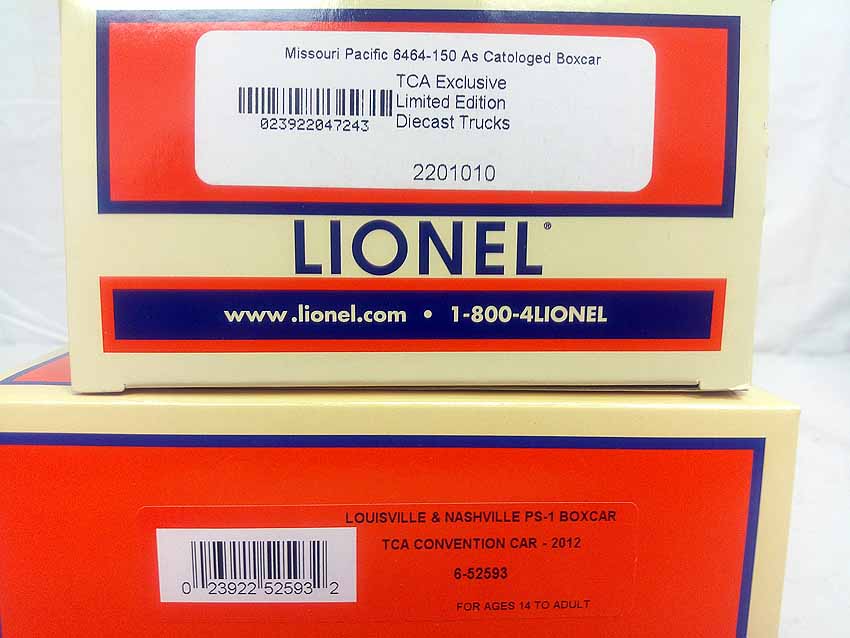 Missouri Pacific 6464-150 As Catologed Boxcar
TCA Exclusive
Limited Edition
Diecast Trucks
023922047243
2201010
LIONEL®
www.lionel.com • 1-800-4LIONEL
LOUISVILLE & NASHVILLE PS-1 BOXCAR
TCA CONVENTION CAR - 2012
6-52593
0 23922 52593 2
FOR AGES 14 TO ADULT